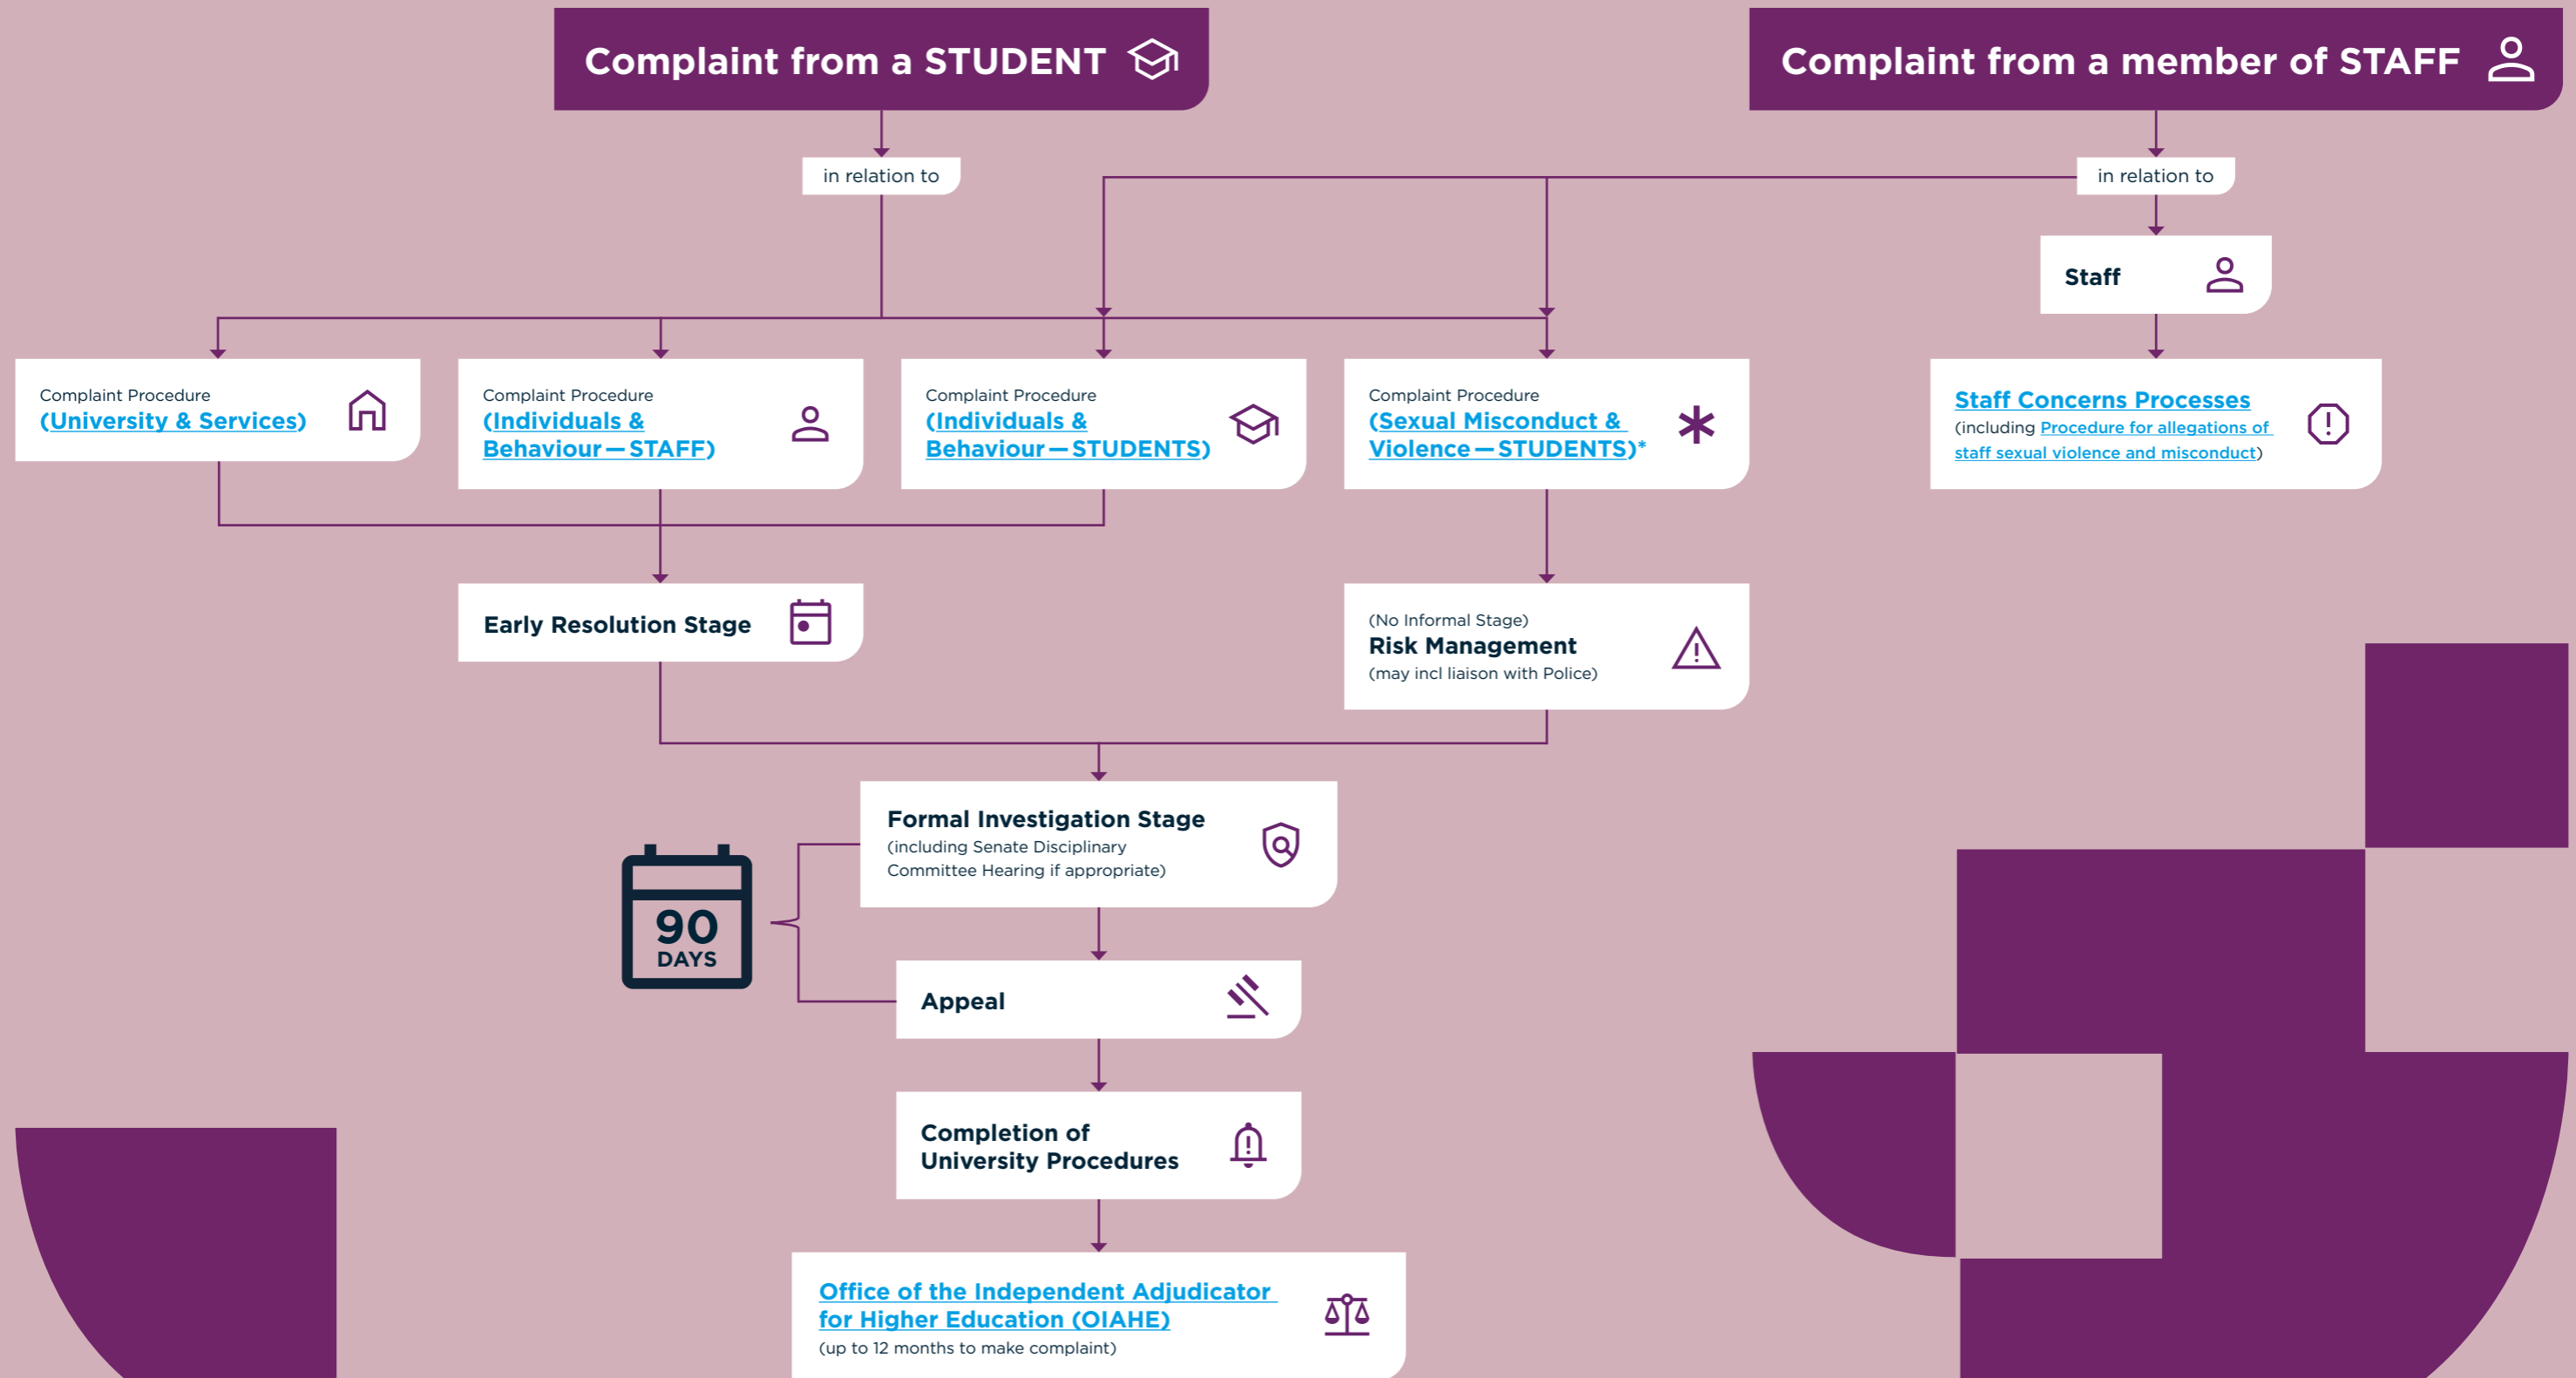 Complaint from a STUDENT
Complaint from a member of STAFF
in relation to
in relation to
Staff
Complaint Procedure
(University & Services)
Complaint Procedure
(Individuals &
Behaviour — STAFF)
Complaint Procedure
(Individuals &
Behaviour — STUDENTS)
Complaint Procedure
(Sexual Misconduct &
Violence — STUDENTS)*
Staff Concerns Processes
(including Procedure for allegations of
staff sexual violence and misconduct)
Early Resolution Stage
(No Informal Stage)
Risk Management
(may incl liaison with Police)
Formal Investigation Stage
(including Senate Disciplinary
Committee Hearing if appropriate)
90
DAYS
Appeal
Completion of
University Procedures
Office of the Independent Adjudicator
for Higher Education (OIAHE)
(up to 12 months to make complaint)